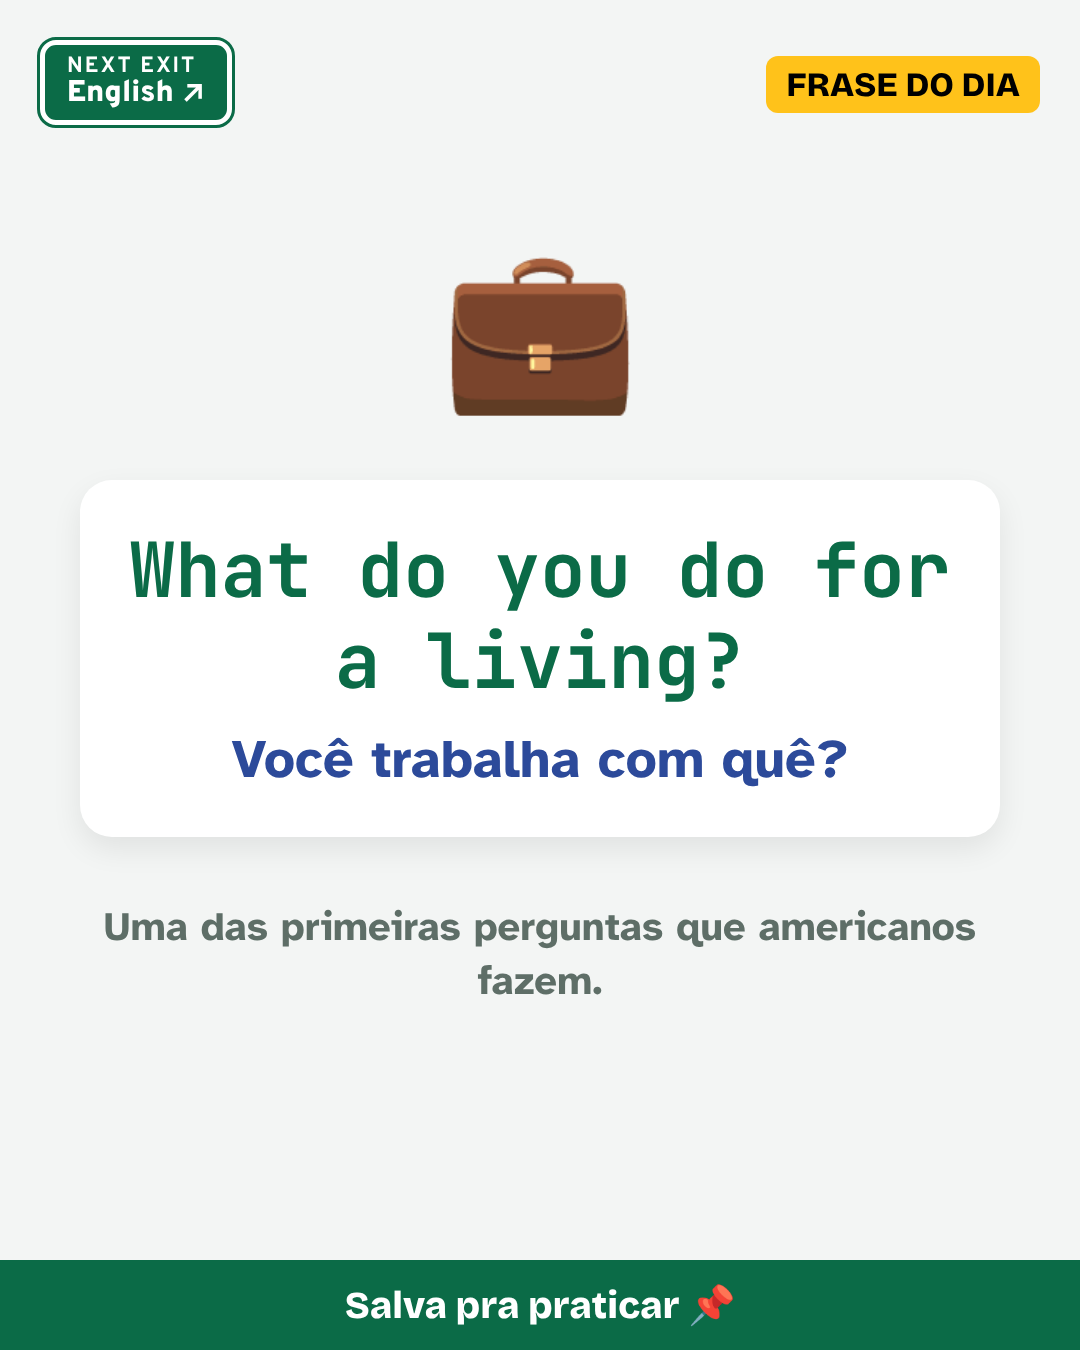 NEXT EXIT
English ↗
FRASE DO DIA
What do you do for
a living?
Você trabalha com quê?
Uma das primeiras perguntas que americanos
fazem.
Salva pra praticar 📌